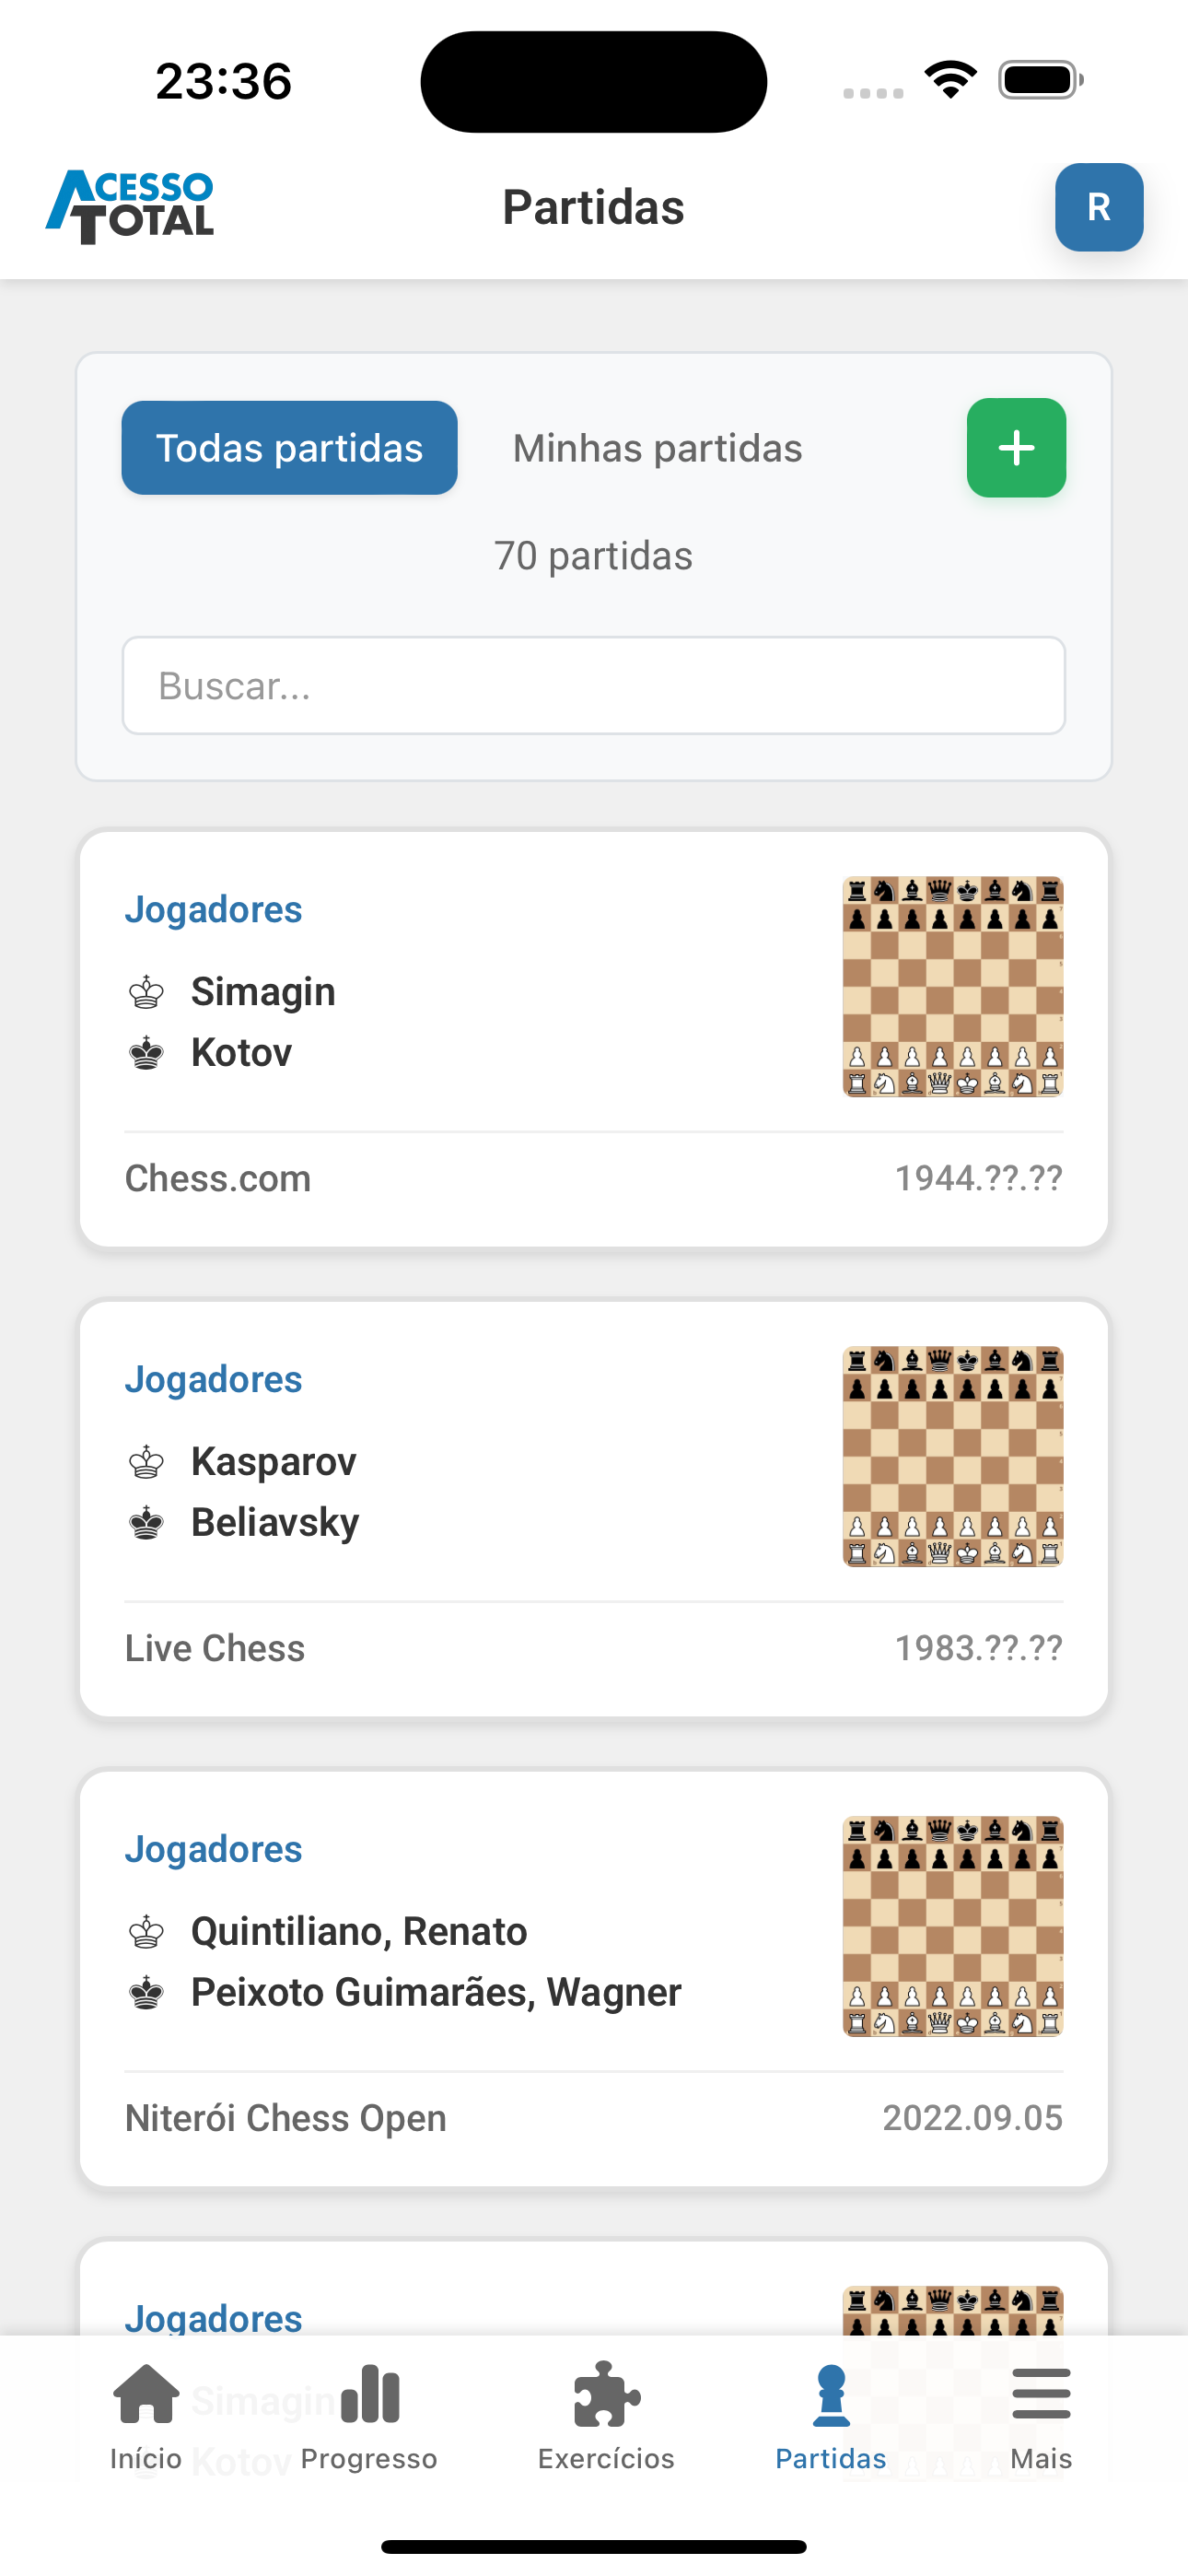 23:36
ACESSO
TOTAL
Partidas
R
Todas partidas
Minhas partidas
+
70 partidas
Buscar...
Jogadores
Simagin
Kotov
Chess.com
1944.??.??
Jogadores
Kasparov
Beliavsky
Live Chess
1983.??.??
Jogadores
Quintiliano, Renato
Peixoto Guimarães, Wagner
Niterói Chess Open
2022.09.05
Jogadores
Simagin
Kotov
Início
Progresso
Exercícios
Partidas
Mais